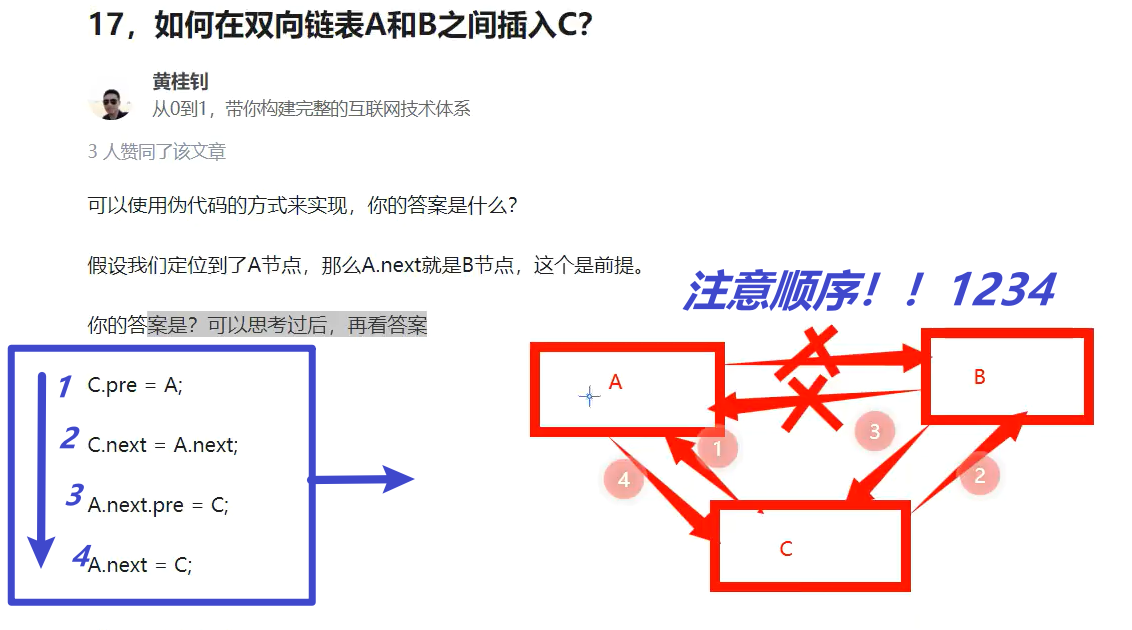 17，如何在双向链表A和B之间插入C？
黄桂钊
从0到1，带你构建完整的互联网技术体系
3 人赞同了该文章
可以使用伪代码的方式来实现，你的答案是什么？
假设我们定位到了A节点，那么A.next就是B节点，这个是前提。
注意顺序！！1234
你的答案是？可以思考过后，再看答案
1 C.pre = A;
2 C.next = A.next;
3 A.next.pre = C;
4 A.next = C;
A
B
1
3
4
2
C